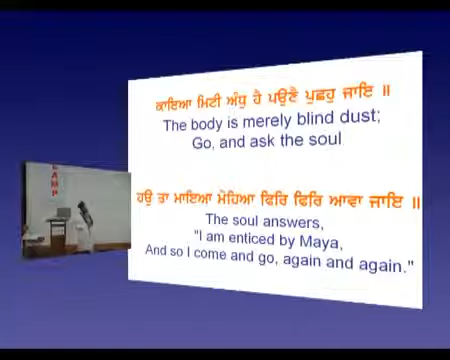 ਕਾਇਆ ਮਿਟੀ ਅੰਧੁ ਹੈ ਪਉਣੈ ਪੁਛਹੁ ਜਾਇ ॥
The body is merely blind dust;
Go, and ask the soul
ਹਉ ਤਾ ਮਾਇਆ ਮੋਹਿਆ ਫਿਰਿ ਫਿਰਿ ਆਵਾ ਜਾਇ ॥
The soul answers,
"I am enticed by Maya,
And so I come and go, again and again."